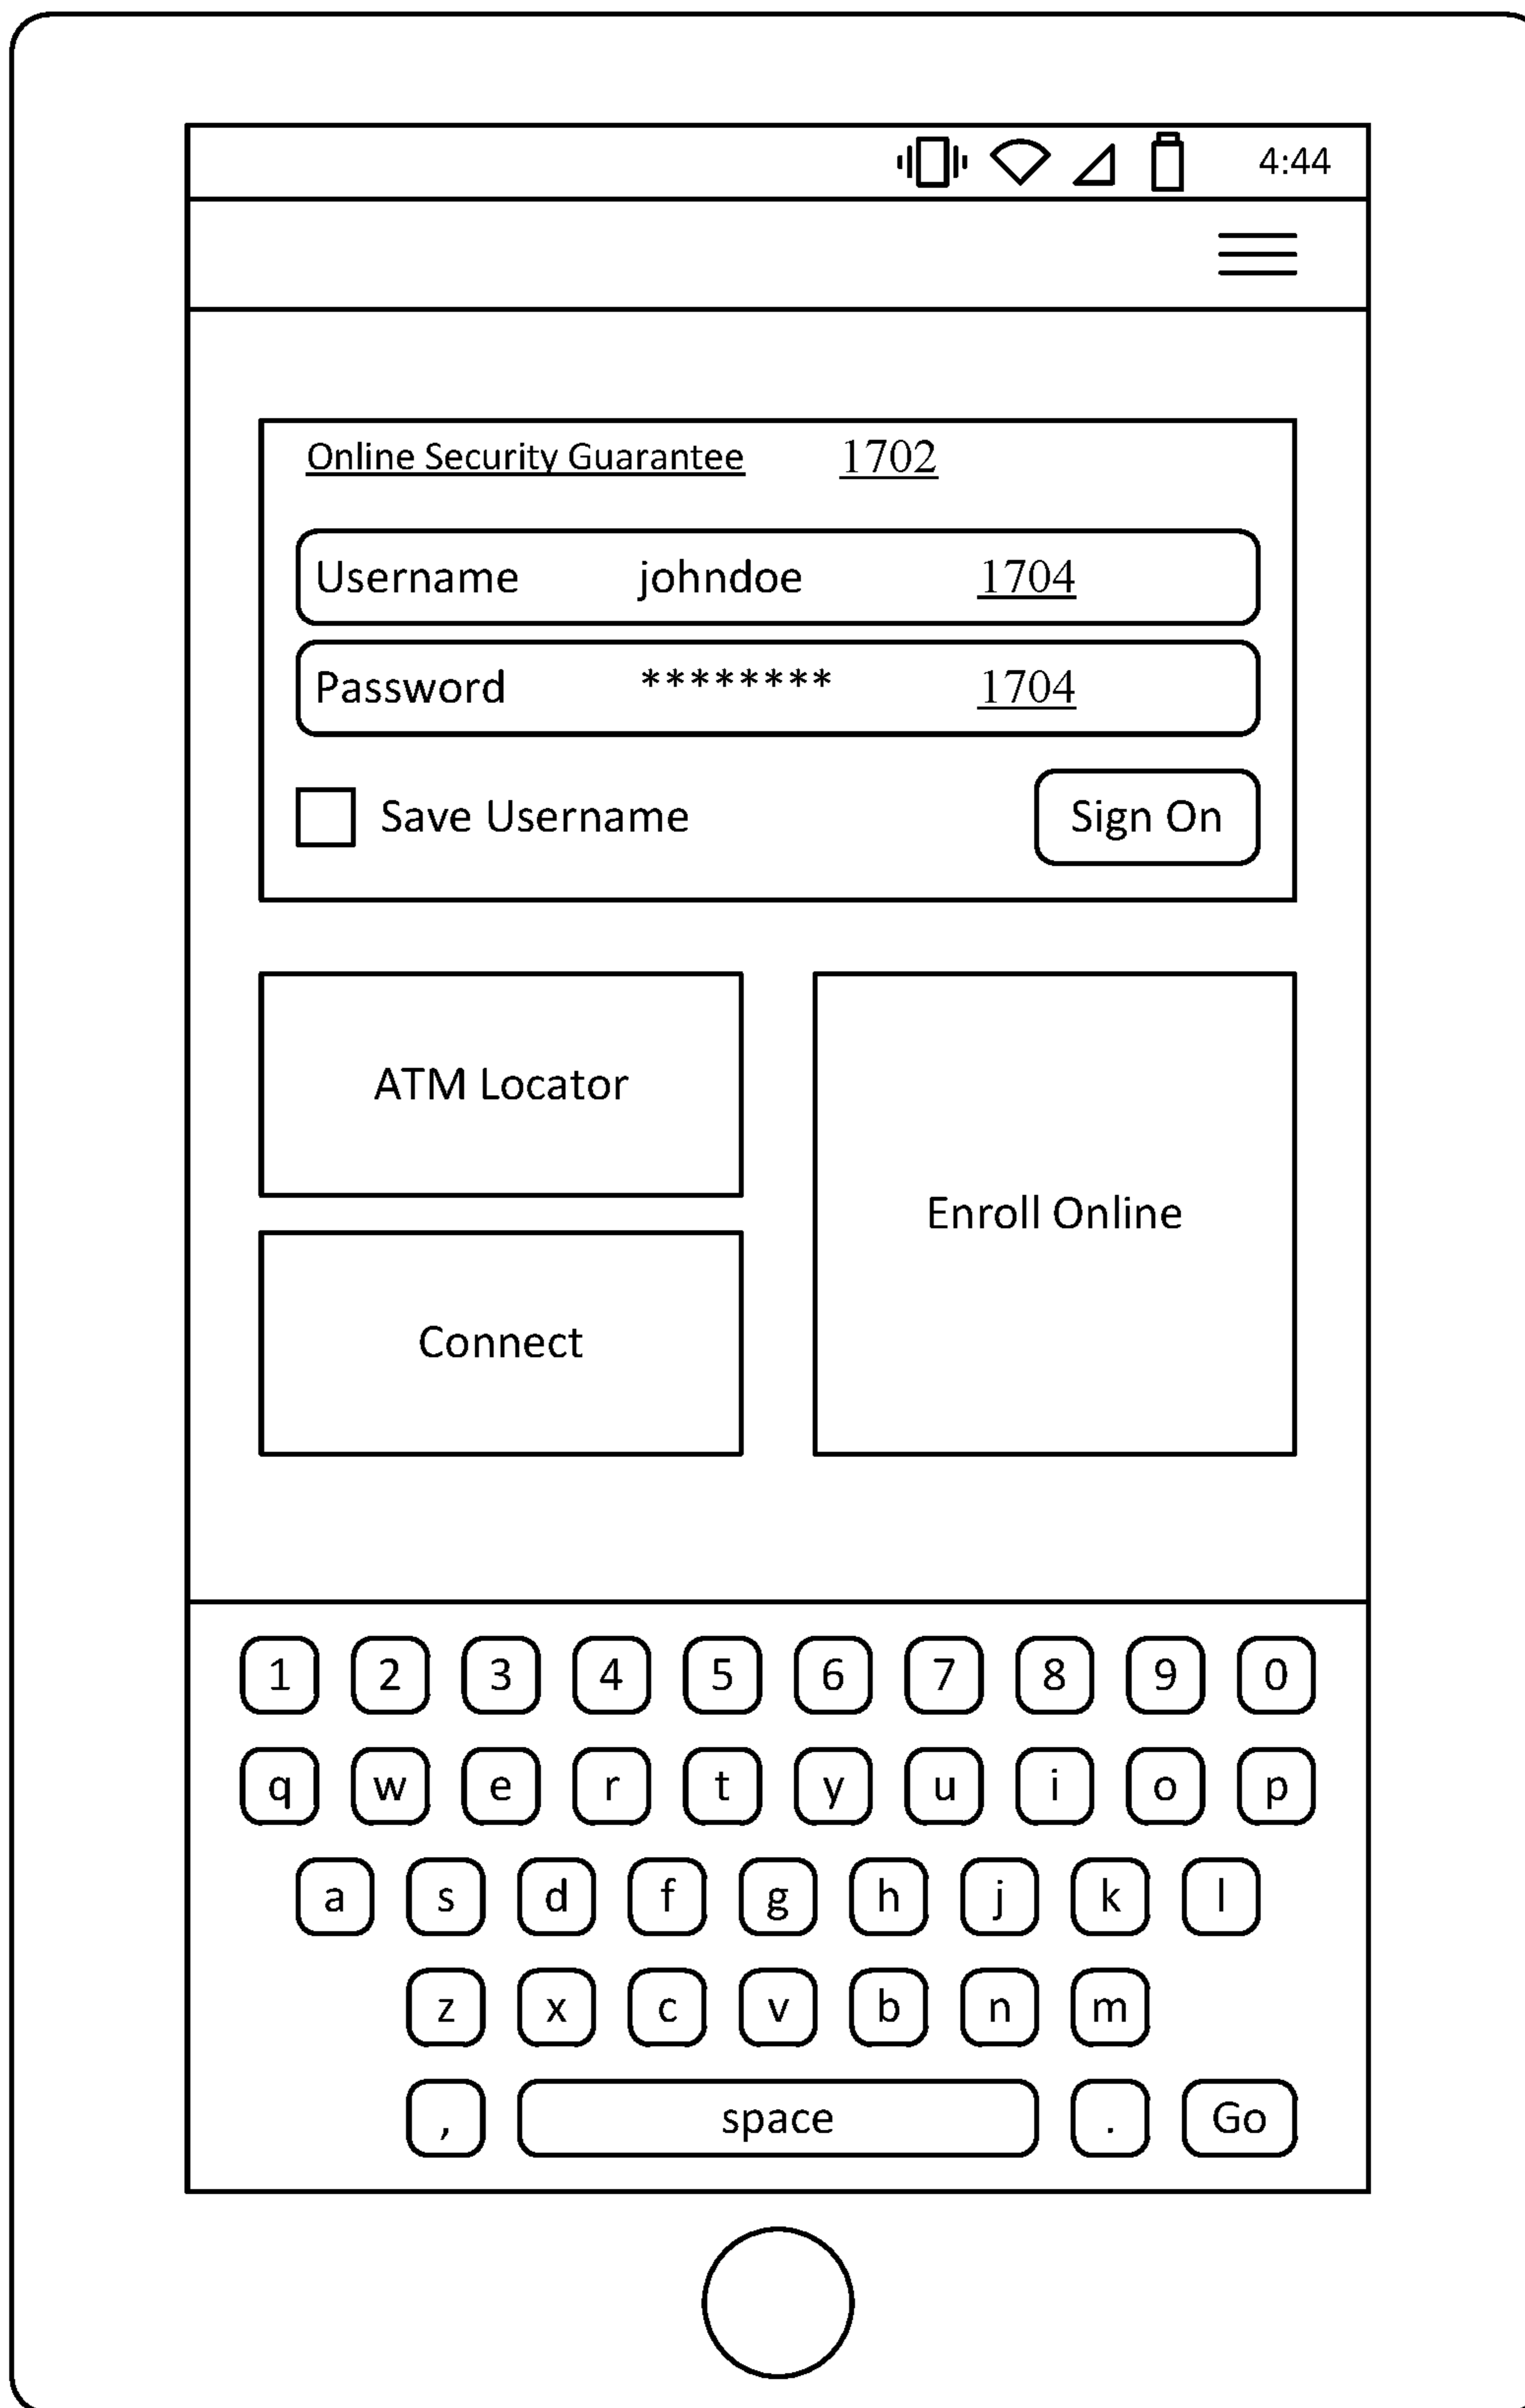 4:44
Online Security Guarantee 1702
Username johndoe 1704
Password ******** 1704
Save Username Sign On
ATM Locator
Enroll Online
Connect
1 2 3 4 5 6 7 8 9 0
q w e r t y u i o p
a s d f g h j k l
z x c v b n m
, space . Go